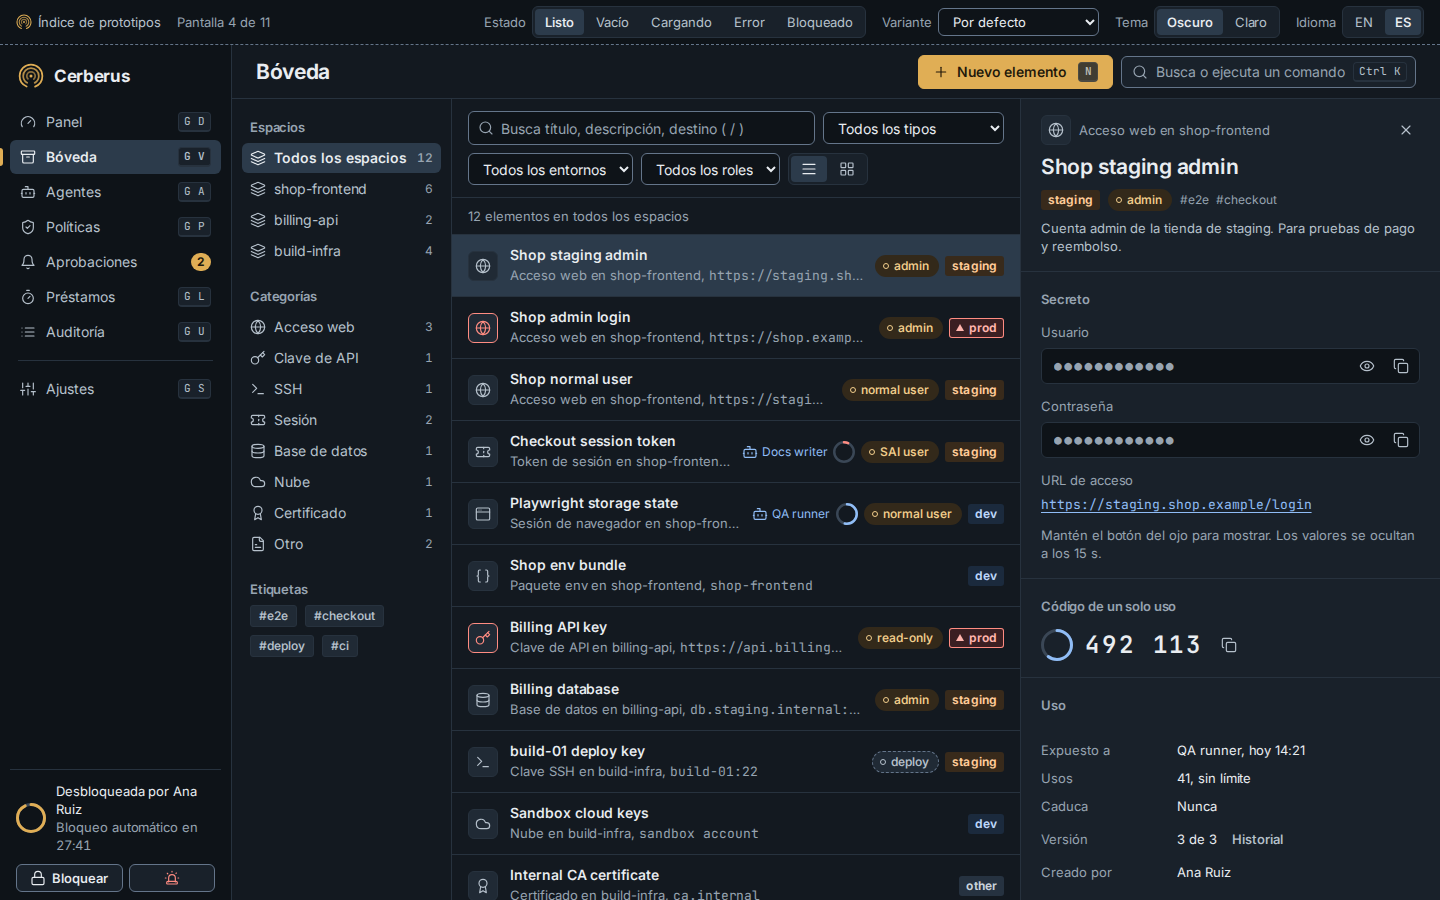 Índice de prototipos
Pantalla 4 de 11
Estado
Listo
Vacío
Cargando
Error
Bloqueado
Variante
Por defecto
Tema
Oscuro
Claro
Idioma
EN
ES
Cerberus
Panel
G D
Bóveda
G V
Agentes
G A
Políticas
G P
Aprobaciones
2
Préstamos
G L
Auditoría
G U
Ajustes
G S
Desbloqueada por Ana
Ruiz
Bloqueo automático en
27:41
Bloquear
Bóveda
Nuevo elemento
N
Busca o ejecuta un comando
Ctrl K
Espacios
Todos los espacios
12
shop-frontend
6
billing-api
2
build-infra
4
Categorías
Acceso web
3
Clave de API
1
SSH
1
Sesión
2
Base de datos
1
Nube
1
Certificado
1
Otro
2
Etiquetas
#e2e
#checkout
#deploy
#ci
Busca título, descripción, destino ( / )
Todos los tipos
Todos los entornos
Todos los roles
12 elementos en todos los espacios
Shop staging admin
Acceso web en shop-frontend, https://staging.sh…
admin
staging
Shop admin login
Acceso web en shop-frontend, https://shop.examp…
admin
prod
Shop normal user
Acceso web en shop-frontend, https://stagi…
normal user
staging
Checkout session token
Token de sesión en shop-fronten…
Docs writer
SAI user
staging
Playwright storage state
Sesión de navegador en shop-fron…
QA runner
normal user
dev
Shop env bundle
Paquete env en shop-frontend, shop-frontend
dev
Billing API key
Clave de API en billing-api, https://api.billing…
read-only
prod
Billing database
Base de datos en billing-api, db.staging.internal:…
admin
staging
build-01 deploy key
Clave SSH en build-infra, build-01:22
deploy
staging
Sandbox cloud keys
Nube en build-infra, sandbox account
dev
Internal CA certificate
Certificado en build-infra, ca.internal
other
Acceso web en shop-frontend
Shop staging admin
staging
admin
#e2e #checkout
Cuenta admin de la tienda de staging. Para pruebas de pago
y reembolso.
Secreto
Usuario
●●●●●●●●●●●●
Contraseña
●●●●●●●●●●●●
URL de acceso
https://staging.shop.example/login
Mantén el botón del ojo para mostrar. Los valores se ocultan
a los 15 s.
Código de un solo uso
492 113
Uso
Expuesto a
QA runner, hoy 14:21
Usos
41, sin límite
Caduca
Nunca
Versión
3 de 3
Historial
Creado por
Ana Ruiz